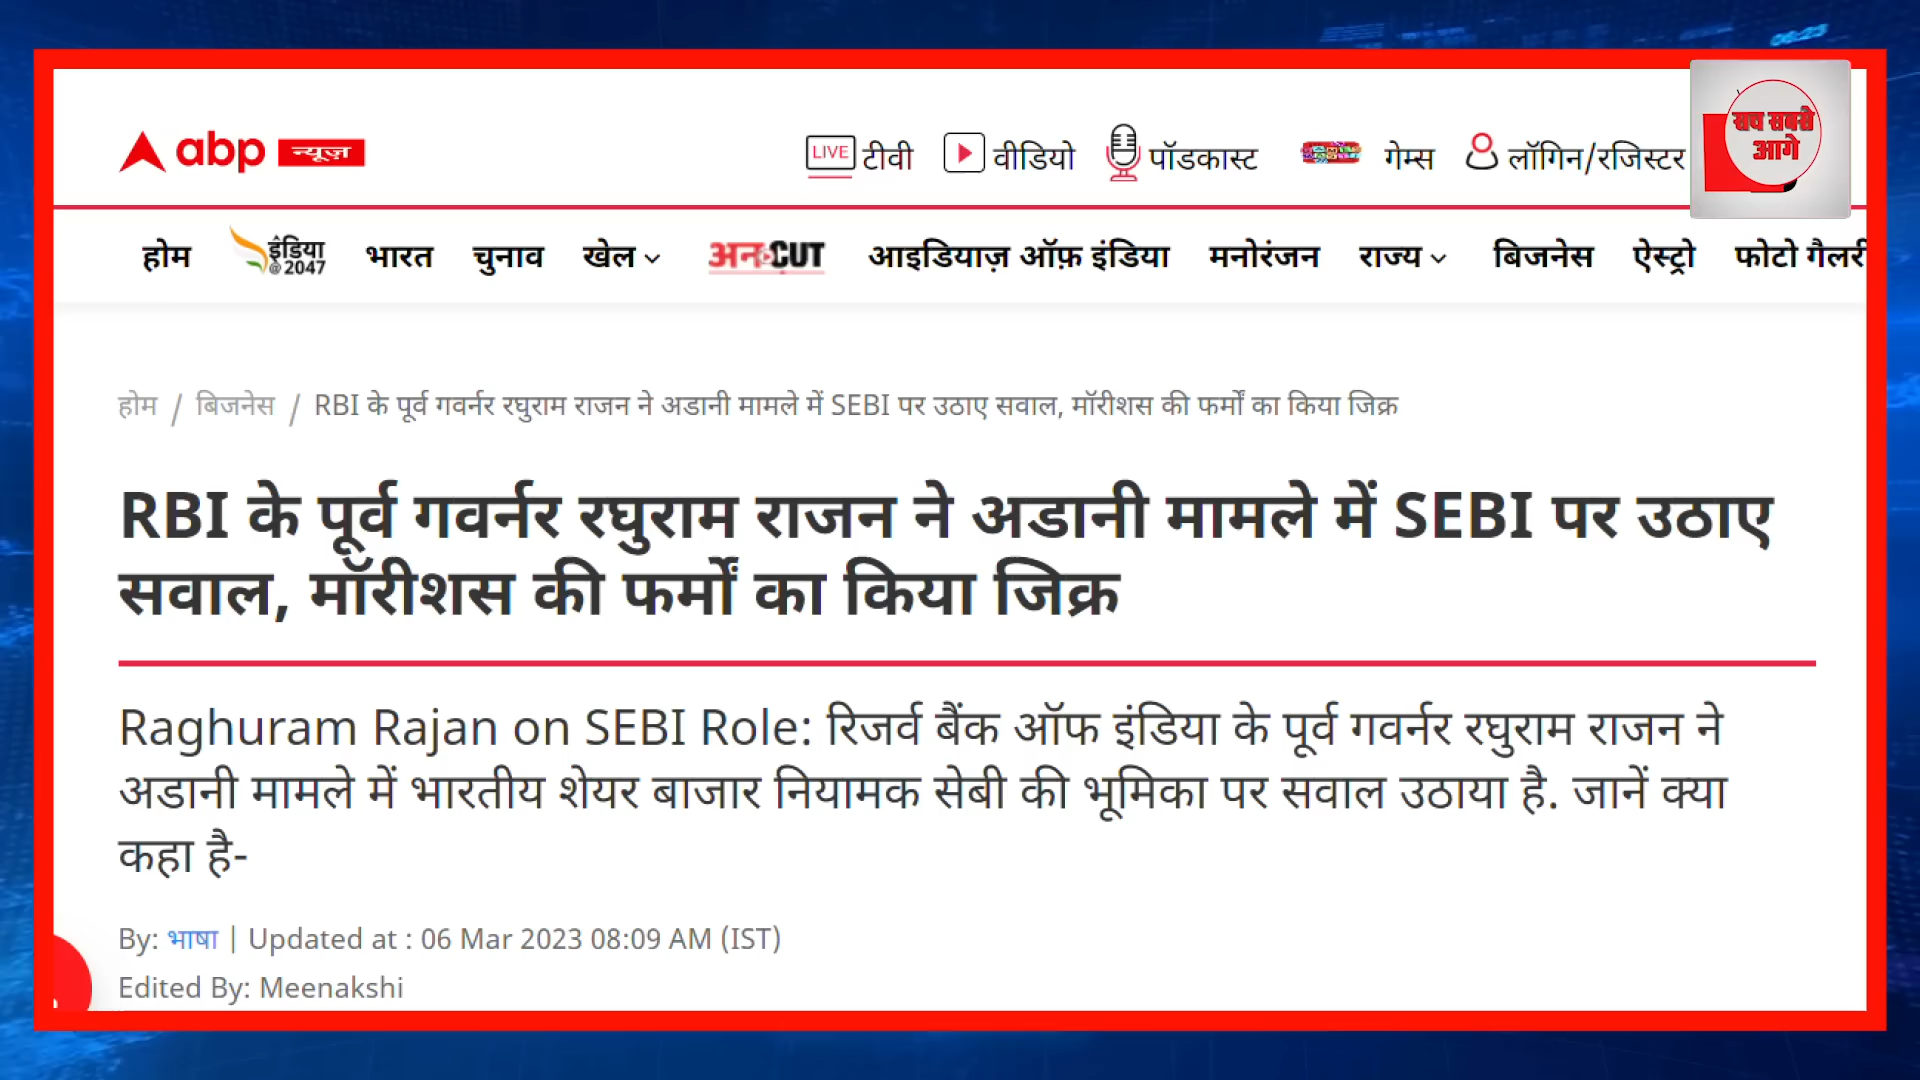 06:23
सच सबसे
आगे
abp न्यूज़
LIVE टीवी वीडियो पॉडकास्ट गेम्स लॉगिन/रजिस्टर
होम इंडिया @ 2047 भारत चुनाव खेल अनCUT आइडियाज़ ऑफ़ इंडिया मनोरंजन राज्य बिजनेस ऐस्ट्रो फोटो गैलरी
होम / बिजनेस / RBI के पूर्व गवर्नर रघुराम राजन ने अडानी मामले में SEBI पर उठाए सवाल, मॉरीशस की फर्मों का किया जिक्र
RBI के पूर्व गवर्नर रघुराम राजन ने अडानी मामले में SEBI पर उठाए
सवाल, मॉरीशस की फर्मों का किया जिक्र
Raghuram Rajan on SEBI Role: रिजर्व बैंक ऑफ इंडिया के पूर्व गवर्नर रघुराम राजन ने
अडानी मामले में भारतीय शेयर बाजार नियामक सेबी की भूमिका पर सवाल उठाया है. जानें क्या
कहा है-
By: भाषा | Updated at : 06 Mar 2023 08:09 AM (IST)
Edited By: Meenakshi